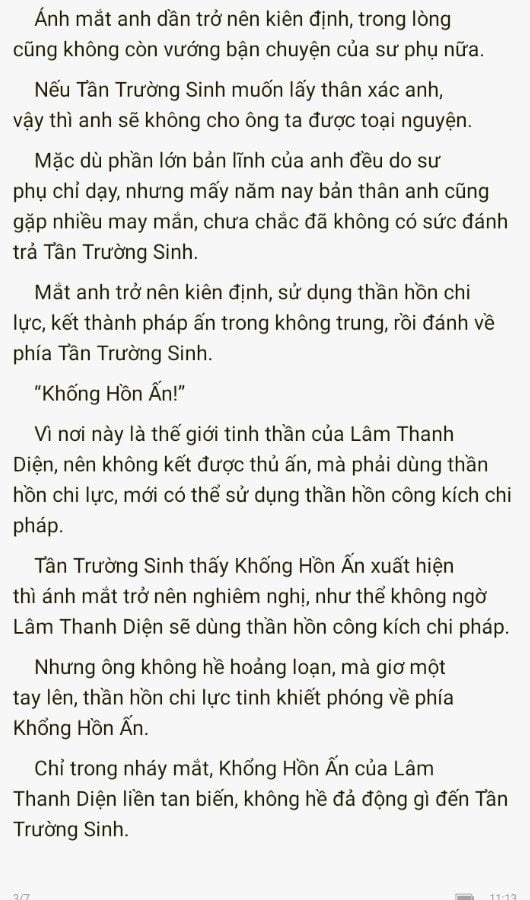 Ánh mắt anh dần trở nên kiên định, trong lòng
cũng không còn vướng bận chuyện của sư phụ nữa.
Nếu Tần Trường Sinh muốn lấy thân xác anh,
vậy thì anh sẽ không cho ông ta được toại nguyện.
Mặc dù phần lớn bản lĩnh của anh đều do sư
phụ chỉ dạy, nhưng mấy năm nay bản thân anh cũng
gặp nhiều may mắn, chưa chắc đã không có sức đánh
trả Tần Trường Sinh.
Mắt anh trở nên kiên định, sử dụng thần hồn chi
lực, kết thành pháp ấn trong không trung, rồi đánh về
phía Tần Trường Sinh.
“Khống Hồn Ấn!”
Vì nơi này là thế giới tinh thần của Lâm Thanh
Diện, nên không kết được thủ ấn, mà phải dùng thần
hồn chi lực, mới có thể sử dụng thần hồn công kích chi
pháp.
Tần Trường Sinh thấy Khống Hồn Ấn xuất hiện
thì ánh mắt trở nên nghiêm nghị, như thể không ngờ
Lâm Thanh Diện sẽ dùng thần hồn công kích chi pháp.
Nhưng ông không hề hoảng loạn, mà giơ một
tay lên, thần hồn chi lực tinh khiết phóng về phía
Khổng Hồn Ấn.
Chỉ trong nháy mắt, Khổng Hồn Ấn của Lâm
Thanh Diện liền tan biến, không hề đả động gì đến Tần
Trường Sinh.
3/7
11:13